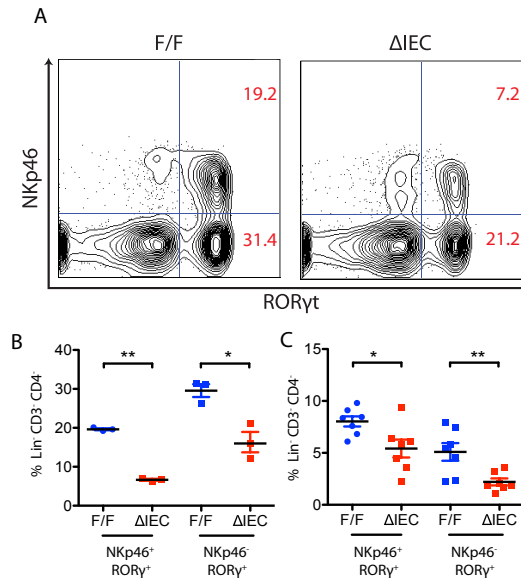 A
F/F
ΔIEC
NKp46
19.2
31.4
7.2
21.2
RORγt
B
% Lin⁻ CD3⁻ CD4⁻
40
30
20
10
0
**
*
F/F
ΔIEC
F/F
ΔIEC
NKp46⁺
RORγ⁺
NKp46⁻
RORγ⁺
C
% Lin⁻ CD3⁻ CD4⁻
15
10
5
0
*
**
F/F
ΔIEC
F/F
ΔIEC
NKp46⁺
RORγ⁺
NKp46⁻
RORγ⁺